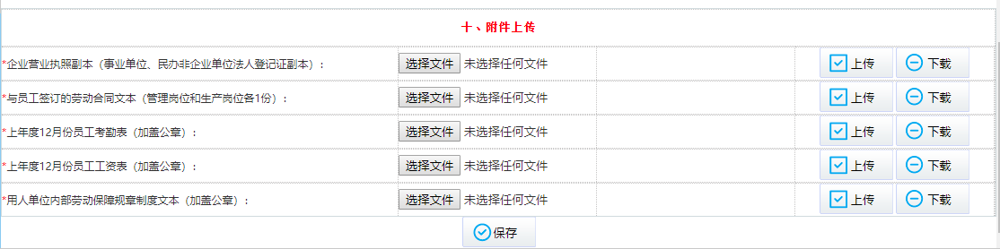 十、附件上传
*企业营业执照副本（事业单位、民办非企业单位法人登记证副本）： 选择文件 未选择任何文件 上传 下载
*与员工签订的劳动合同文本（管理岗位和生产岗位各1份）： 选择文件 未选择任何文件 上传 下载
*上年度12月份员工考勤表（加盖公章）： 选择文件 未选择任何文件 上传 下载
*上年度12月份员工工资表（加盖公章）： 选择文件 未选择任何文件 上传 下载
*用人单位内部劳动保障规章制度文本（加盖公章）： 选择文件 未选择任何文件 上传 下载
保存